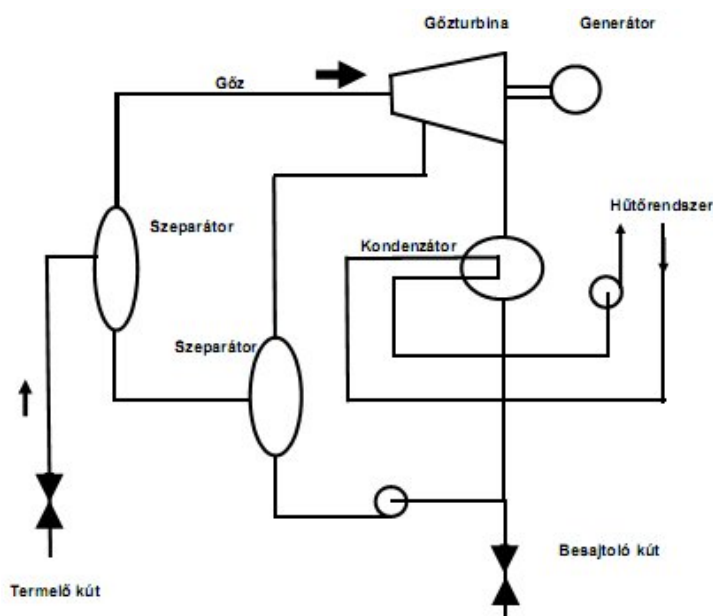 Gőzturbina
Generátor
Gőz
Szeparátor
Kondenzátor
Hűtőrendszer
Szeparátor
Besajtoló kút
Termelő kút